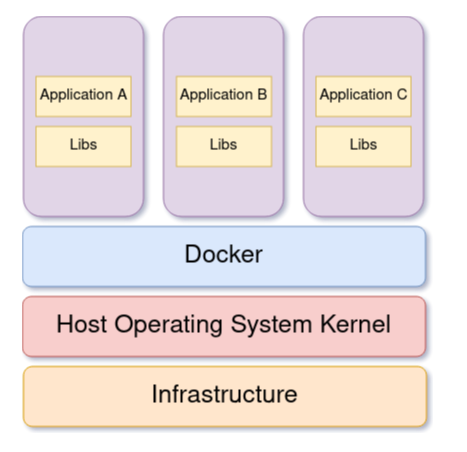 Application A
Application B
Application C
Libs
Libs
Libs
Docker
Host Operating System Kernel
Infrastructure